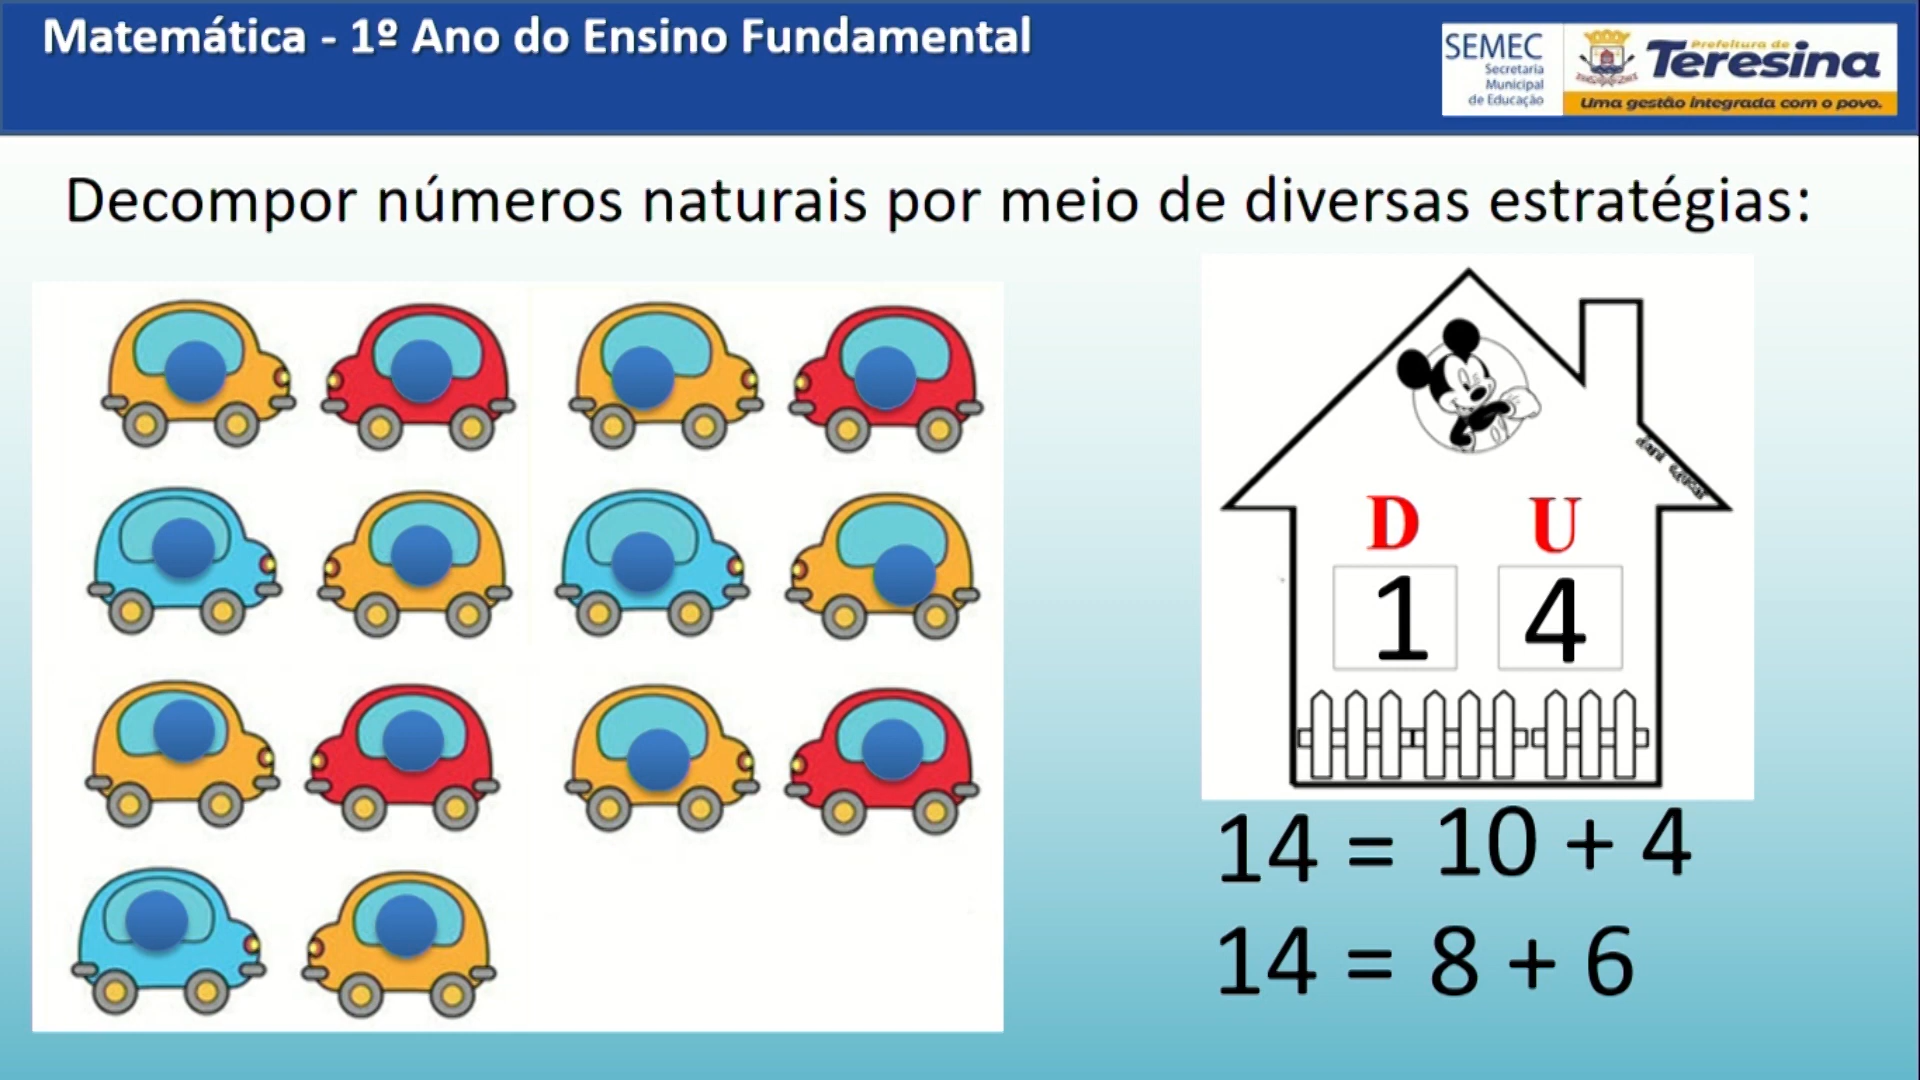 Matemática - 1º Ano do Ensino Fundamental
SEMEC
Secretaria
Municipal
de Educação
Prefeitura de
Teresina
Uma gestão integrada com o povo.
Decompor números naturais por meio de diversas estratégias:
D U
1 4
14 = 10 + 4
14 = 8 + 6